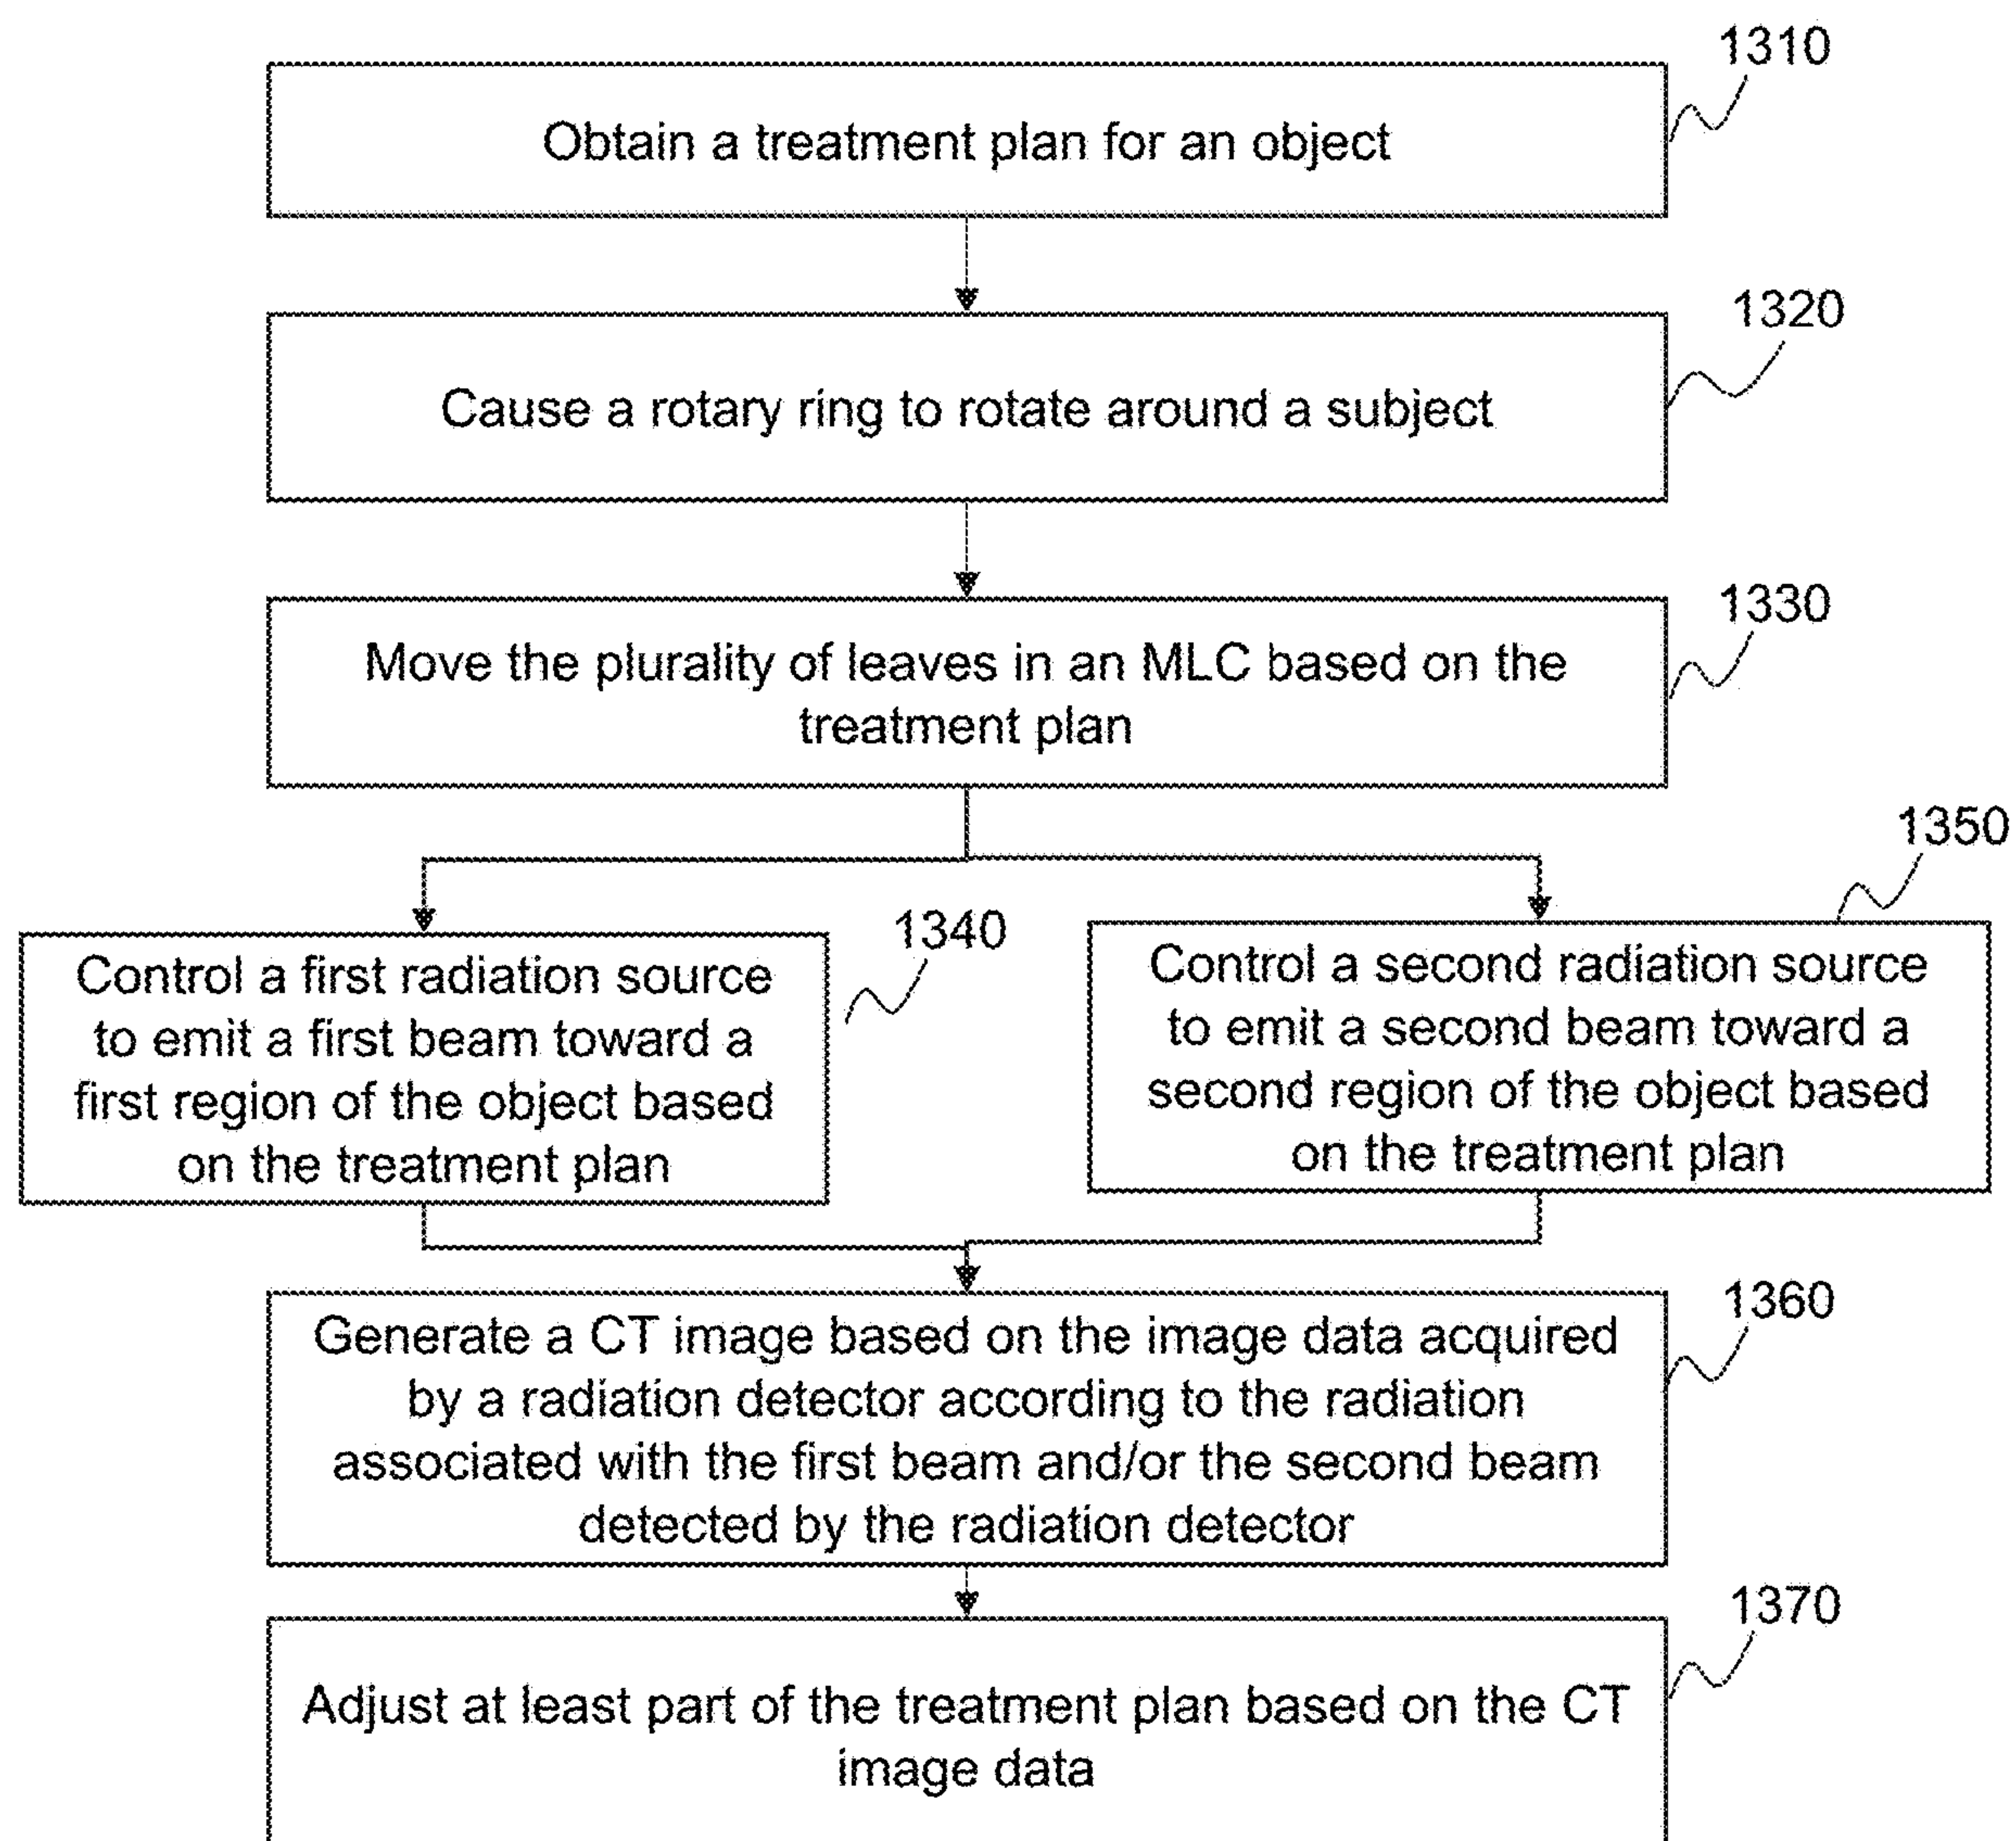 1310
Obtain a treatment plan for an object
1320
Cause a rotary ring to rotate around a subject
1330
Move the plurality of leaves in an MLC based on the
treatment plan
1340
Control a first radiation source
to emit a first beam toward a
first region of the object based
on the treatment plan
1350
Control a second radiation source
to emit a second beam toward a
second region of the object based
on the treatment plan
1360
Generate a CT image based on the image data acquired
by a radiation detector according to the radiation
associated with the first beam and/or the second beam
detected by the radiation detector
1370
Adjust at least part of the treatment plan based on the CT
image data